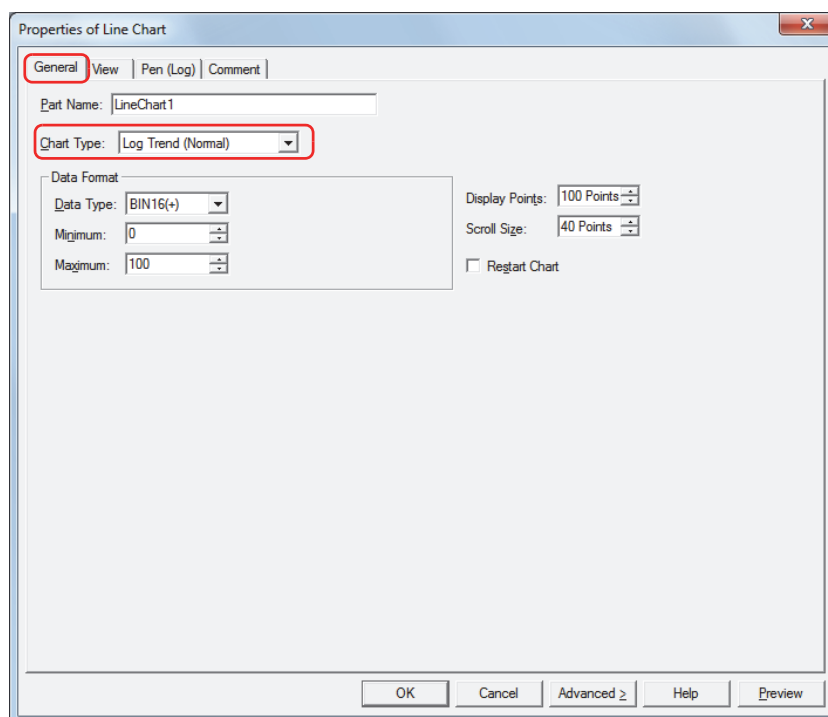 Properties of Line Chart
General View Pen (Log) Comment
Part Name: LineChart1
Chart Type: Log Trend (Normal)
Data Format
Data Type: BIN16(+)
Minimum: 0
Maximum: 100
Display Points: 100 Points
Scroll Size: 40 Points
Restart Chart
OK Cancel Advanced > Help Preview